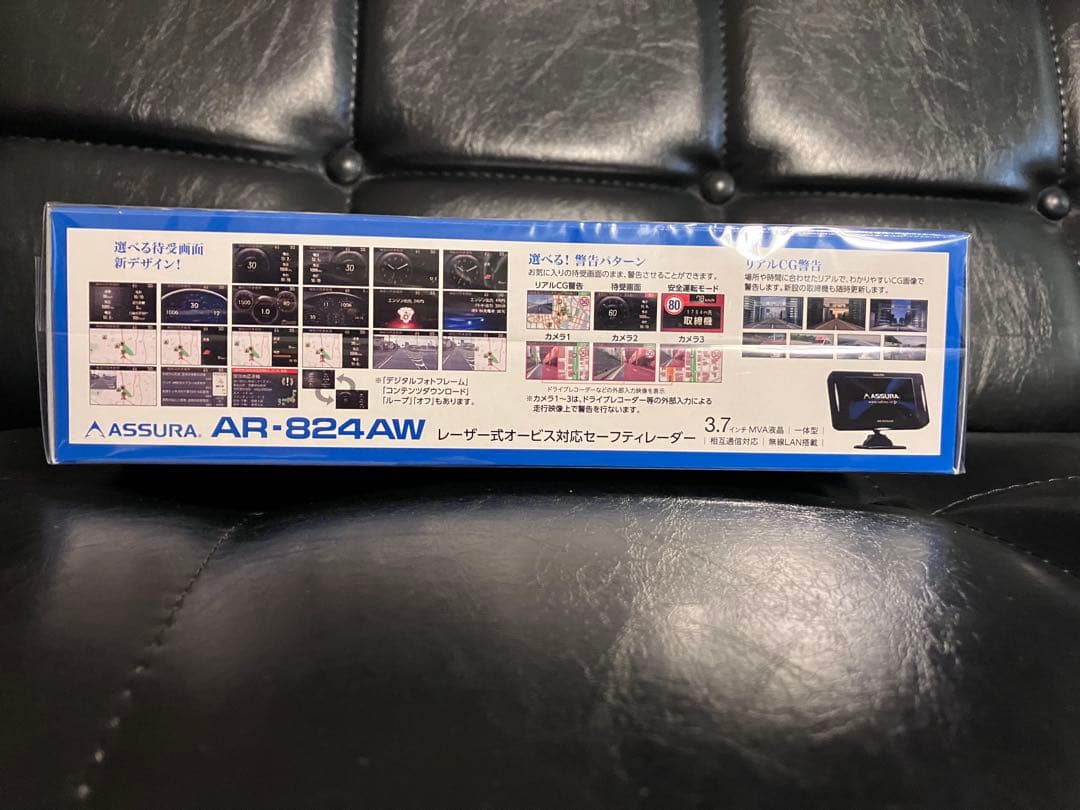 選べる待受画面
新デザイン!
※「デジタルフォトフレーム」
「コンテンツダウンロード」
「ループ」「オフ」もあります。
選べる!警告パターン
お気に入りの待受画面のまま、警告させることができます。
リアルCG警告 待受画面 安全運転モード
60
80
取締機
カメラ1 カメラ2 カメラ3
ドライブレコーダーなどの外部入力映像を表示
※カメラ1~3は、ドライブレコーダー等の外部入力による
走行映像上で警告を行ないます。
リアルCG警告
場所や時間に合わせたリアルで、わかりやすいCG画像で
警告します。新設の取締機も随時更新します。
ASSURA
ASSURA. AR-824AW レーザー式オービス対応セーフティレーダー
3.7インチ MVA液晶 | 一体型 |
| 相互通信対応 | 無線LAN搭載 |